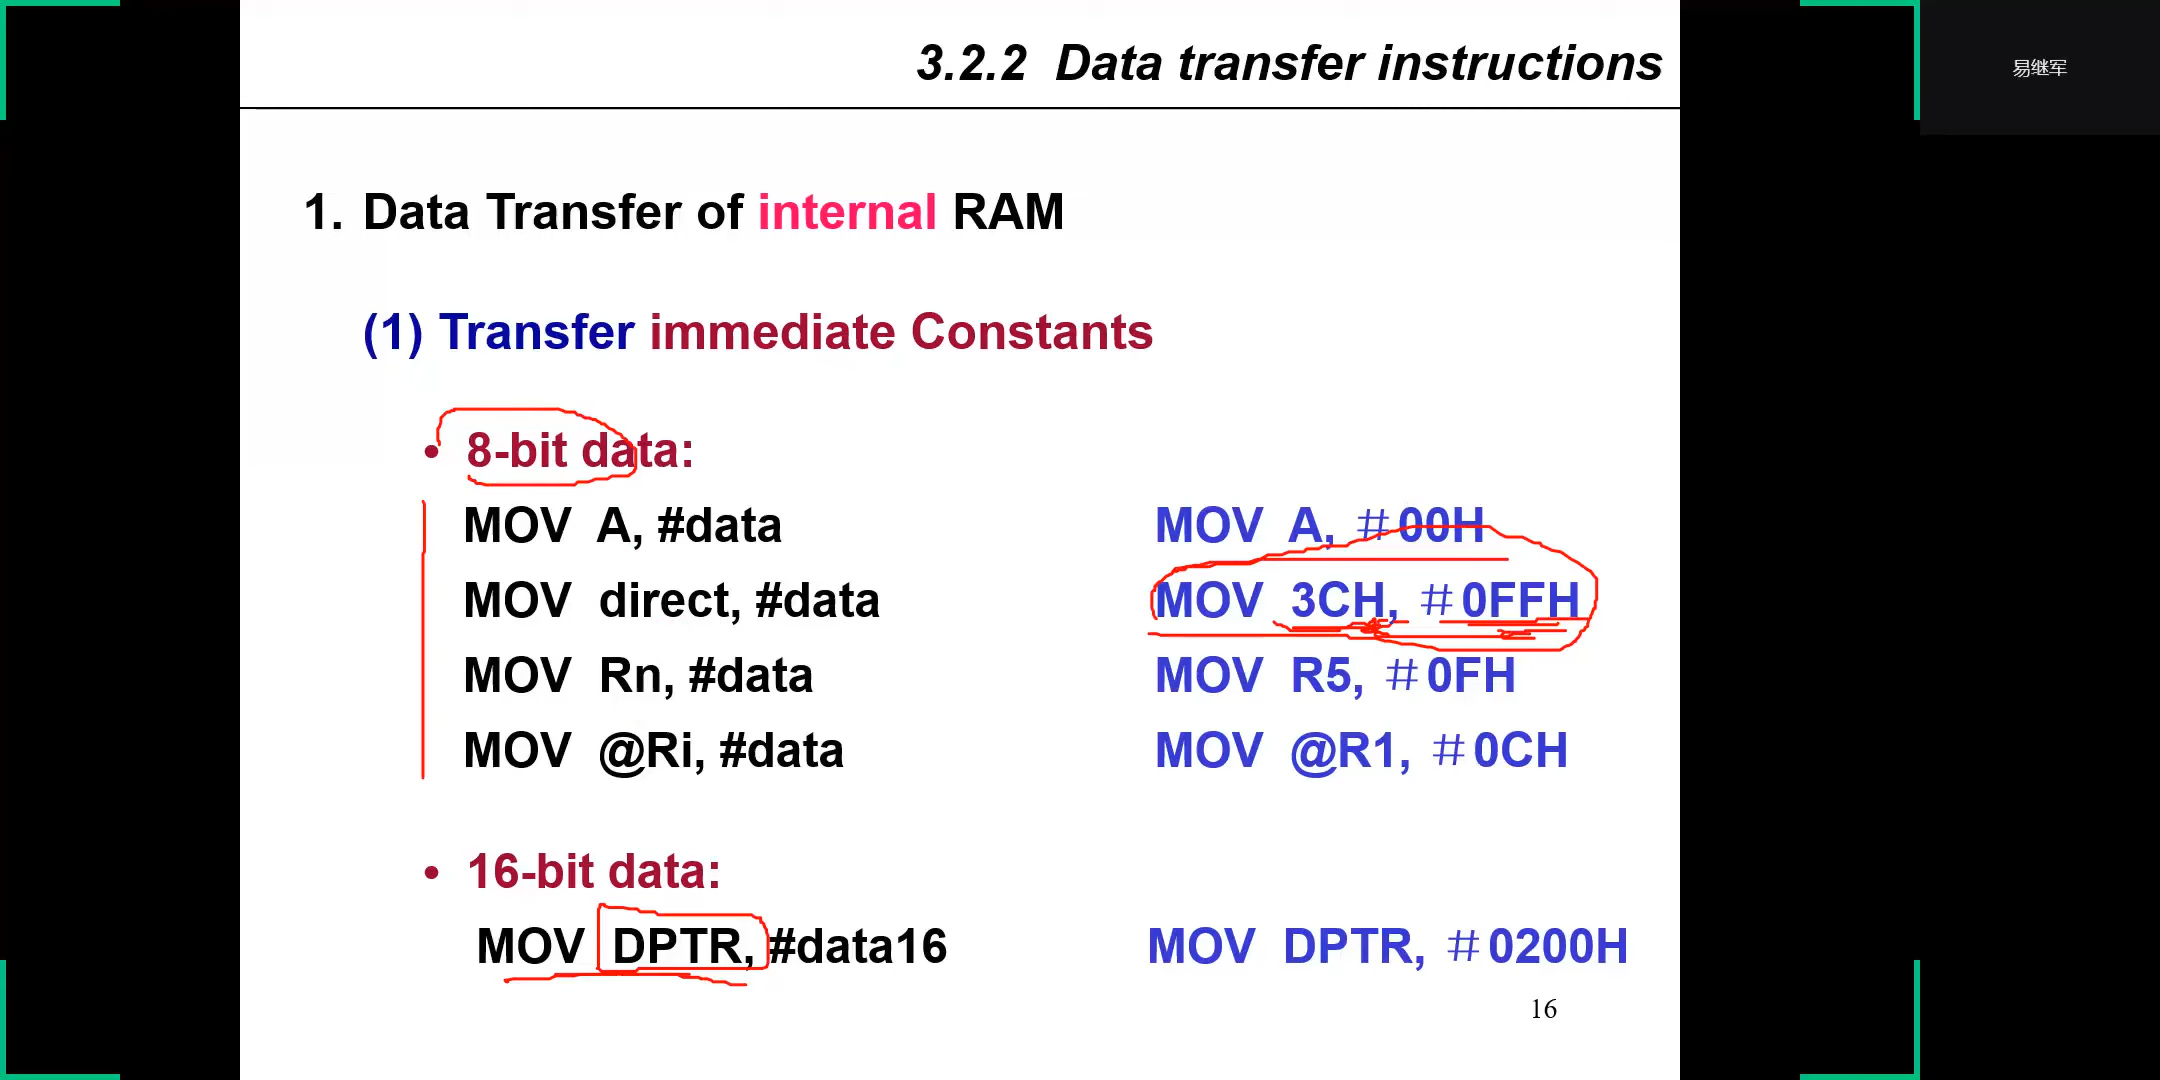 3.2.2 Data transfer instructions
易继军
1. Data Transfer of internal RAM
(1) Transfer immediate Constants
• 8-bit data:
MOV A, #data MOV A, #00H
MOV direct, #data MOV 3CH, #0FFH
MOV Rn, #data MOV R5, #0FH
MOV @Ri, #data MOV @R1, #0CH
• 16-bit data:
MOV DPTR, #data16 MOV DPTR, #0200H
16